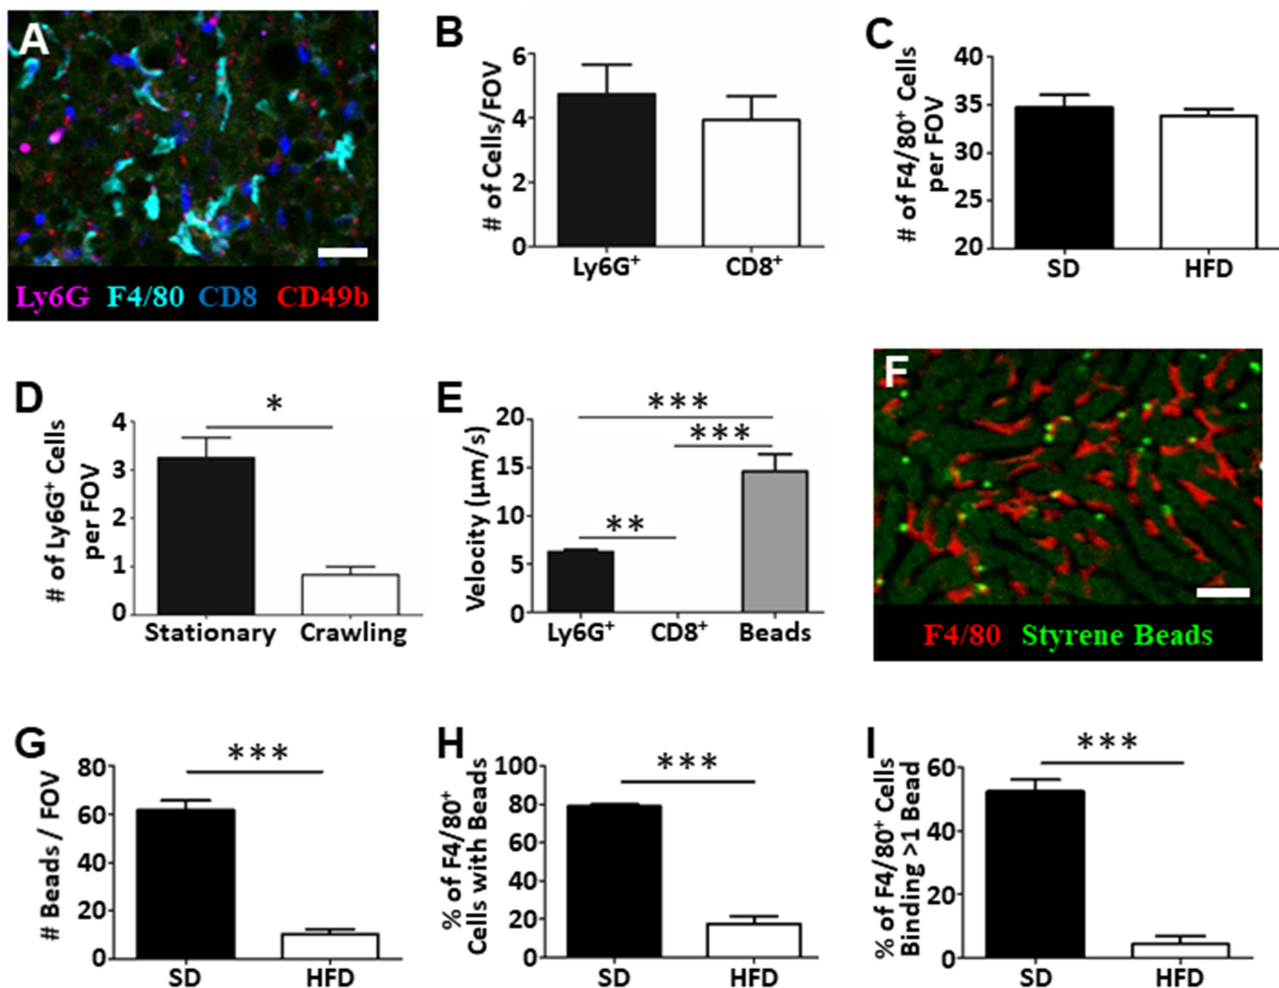 A
Ly6G F4/80 CD8 CD49b
B
# of Cells/FOV
6
4
2
0
Ly6G+ CD8+
C
# of F4/80+ Cells
per FOV
40
35
30
25
20
SD HFD
D
# of Ly6G+ Cells
per FOV
4
3
2
1
0
*
Stationary Crawling
E
Velocity (μm/s)
20
15
10
5
0
***
***
**
Ly6G+ CD8+ Beads
F
F4/80 Styrene Beads
G
# Beads / FOV
80
60
40
20
0
***
SD HFD
H
% of F4/80+
Cells with Beads
100
80
60
40
20
0
***
SD HFD
I
% of F4/80+ Cells
Binding >1 Bead
60
40
20
0
***
SD HFD